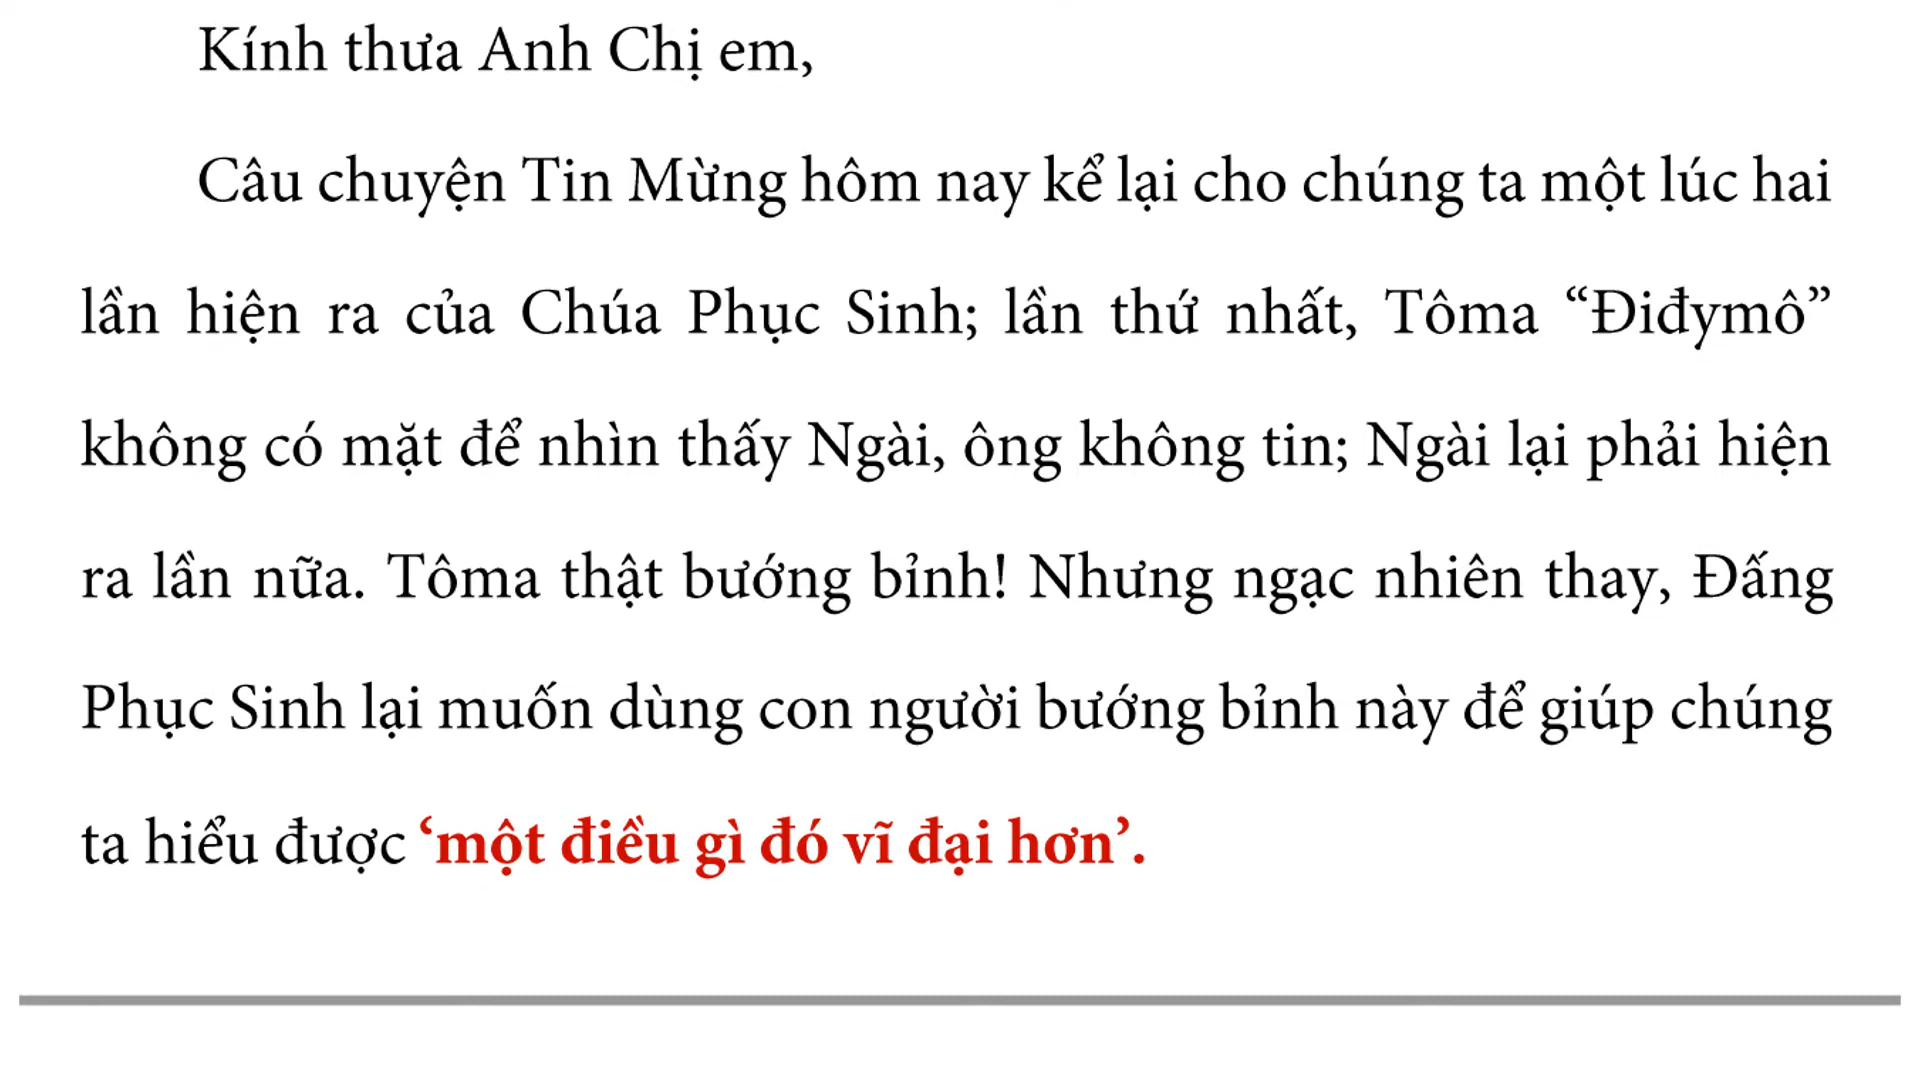 Kính thưa Anh Chị em,
Câu chuyện Tin Mừng hôm nay kể lại cho chúng ta một lúc hai
lần hiện ra của Chúa Phục Sinh; lần thứ nhất, Tôma “Điđymô”
không có mặt để nhìn thấy Ngài, ông không tin; Ngài lại phải hiện
ra lần nữa. Tôma thật bướng bỉnh! Nhưng ngạc nhiên thay, Đấng
Phục Sinh lại muốn dùng con người bướng bỉnh này để giúp chúng
ta hiểu được ‘một điều gì đó vĩ đại hơn’.